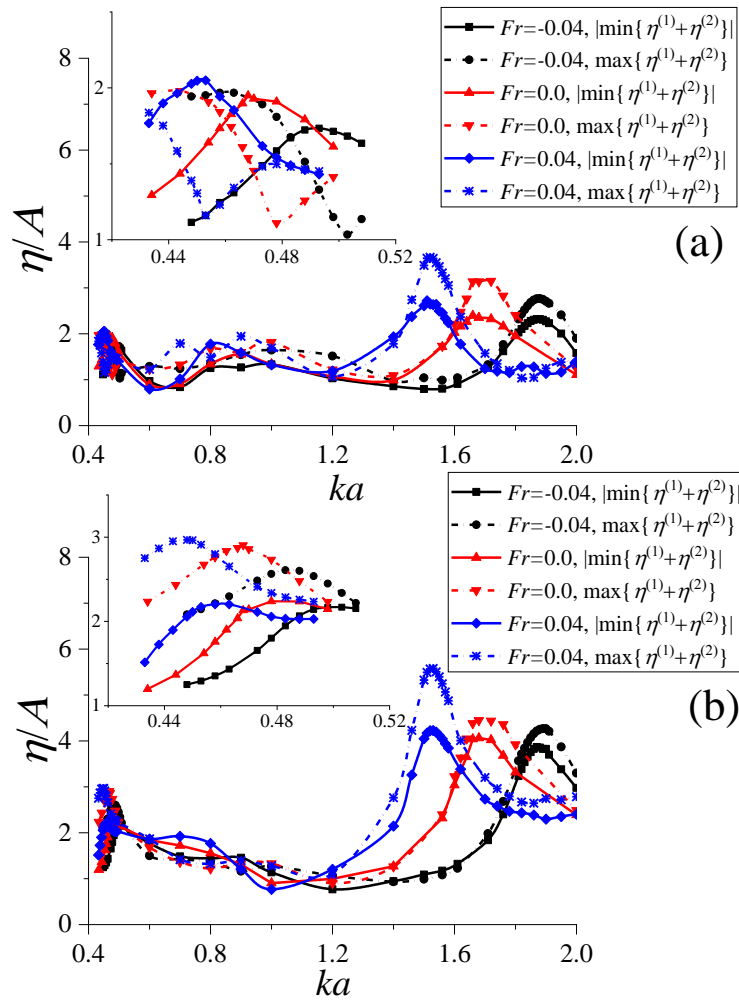 8
6
4
2
0
0.4 0.8 1.2 1.6 2.0
η/A
ka
2
1
0.44 0.48 0.52
Fr=-0.04, |min{η(1)+η(2)}|
Fr=-0.04, max{η(1)+η(2)}
Fr=0.0, |min{η(1)+η(2)}|
Fr=0.0, max{η(1)+η(2)}
Fr=0.04, |min{η(1)+η(2)}|
Fr=0.04, max{η(1)+η(2)}
(a)
8
6
4
2
0
0.4 0.8 1.2 1.6 2.0
η/A
ka
3
2
1
0.44 0.48 0.52
Fr=-0.04, |min{η(1)+η(2)}|
Fr=-0.04, max{η(1)+η(2)}
Fr=0.0, |min{η(1)+η(2)}|
Fr=0.0, max{η(1)+η(2)}
Fr=0.04, |min{η(1)+η(2)}|
Fr=0.04, max{η(1)+η(2)}
(b)